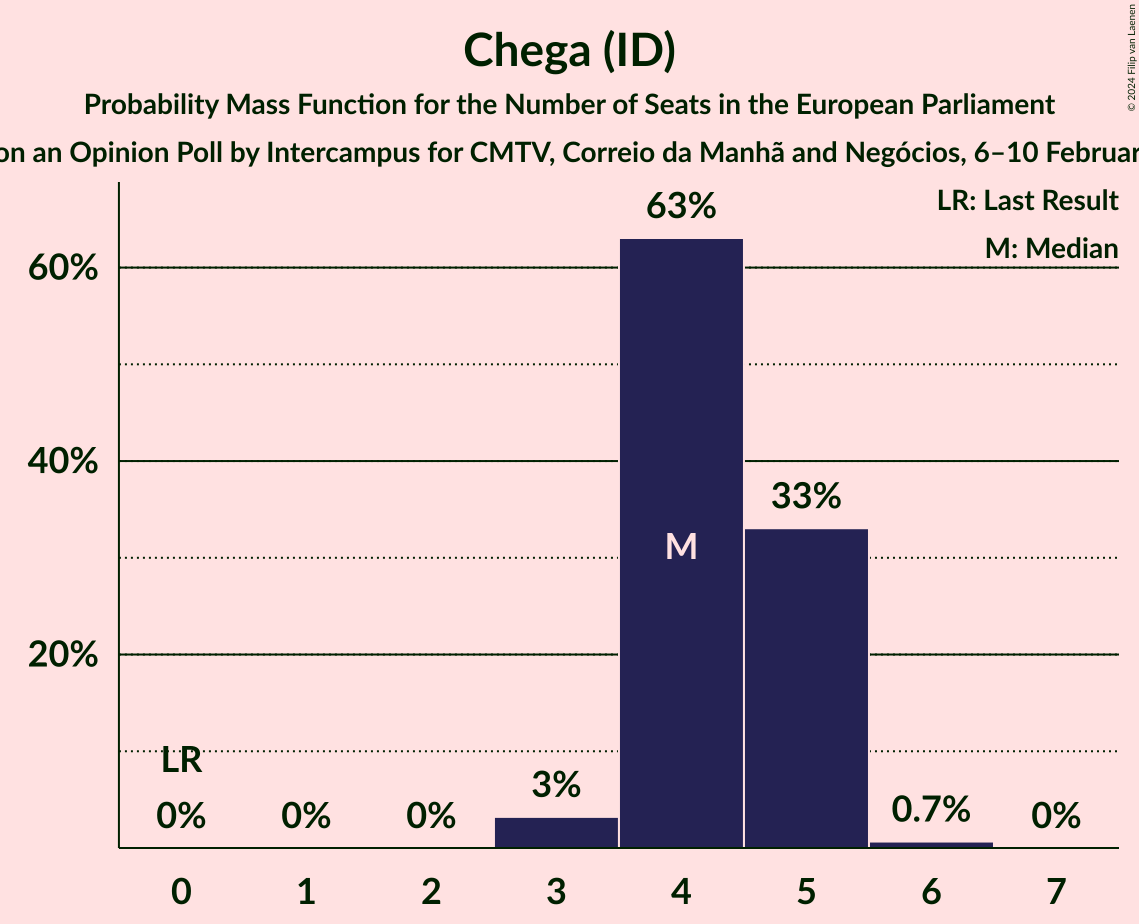 Chega (ID)
Probability Mass Function for the Number of Seats in the European Parliament
on an Opinion Poll by Intercampus for CMTV, Correio da Manhã and Negócios, 6–10 Februar
© 2024 Filip van Laenen
LR: Last Result
M: Median
63%
60%
40%
33%
M
20%
LR
3%
0% 0% 0% 0.7% 0%
0 1 2 3 4 5 6 7